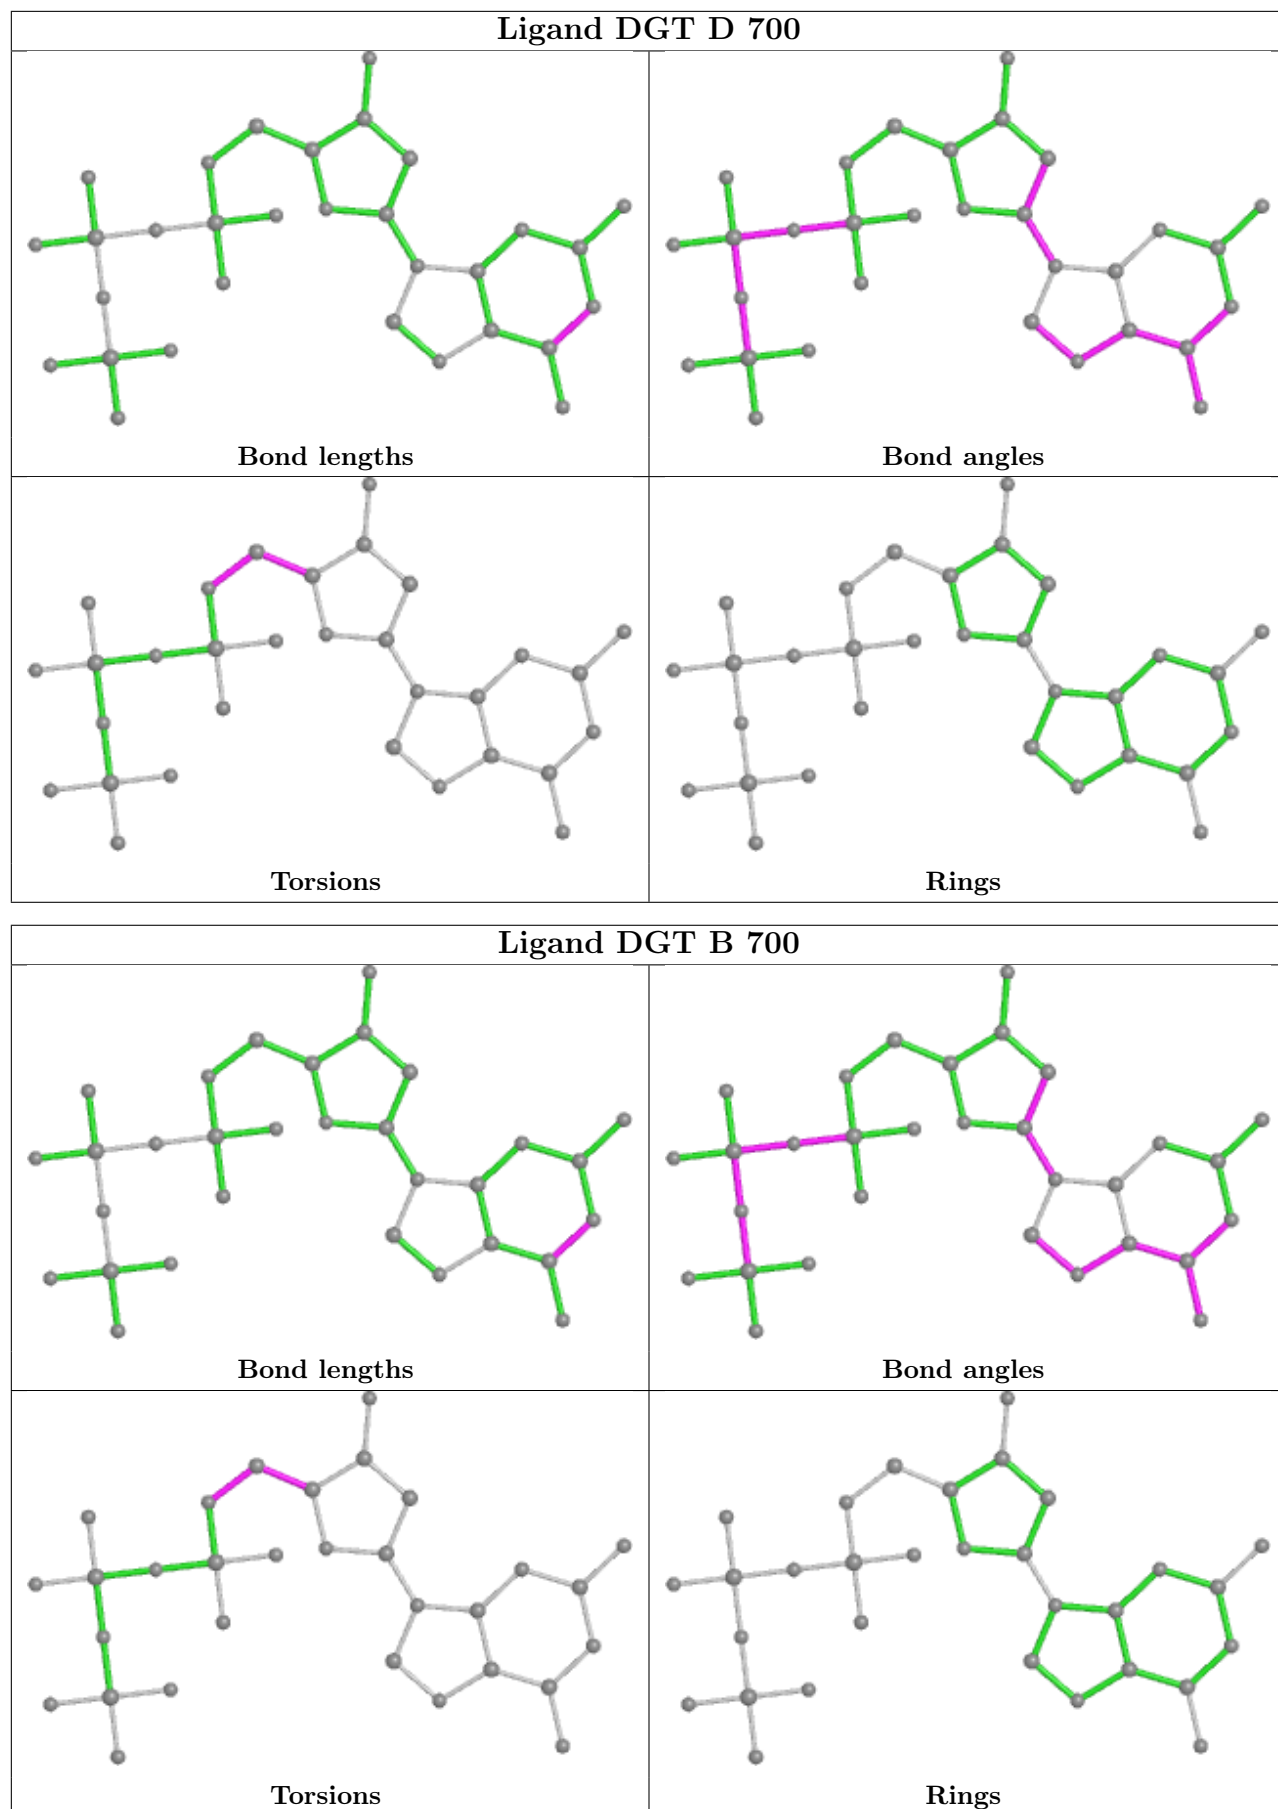 Ligand DGT D 700
Bond lengths
Bond angles
Torsions
Rings
Ligand DGT B 700
Bond lengths
Bond angles
Torsions
Rings